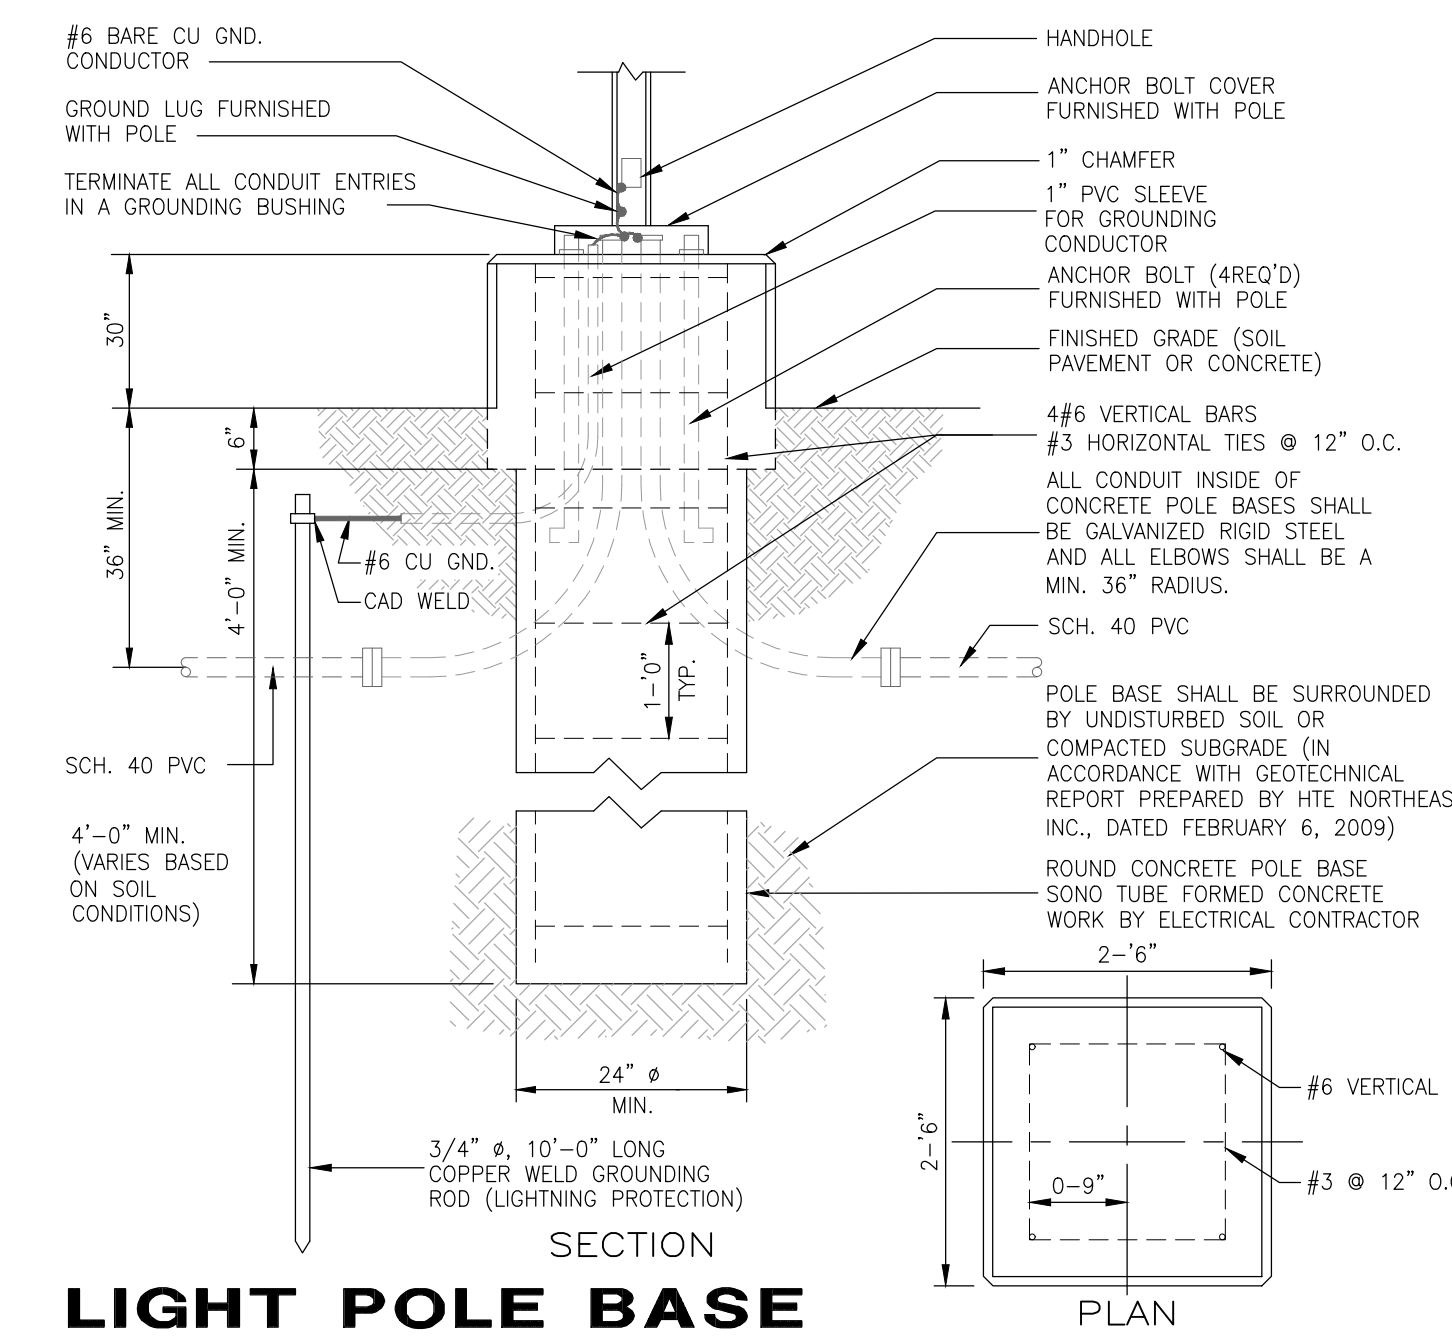 #6 BARE CU GND.
CONDUCTOR
GROUND LUG FURNISHED
WITH POLE
TERMINATE ALL CONDUIT ENTRIES
IN A GROUNDING BUSHING
HANDHOLE
ANCHOR BOLT COVER
FURNISHED WITH POLE
1" CHAMFER
1" PVC SLEEVE
FOR GROUNDING
CONDUCTOR
ANCHOR BOLT (4REQ'D)
FURNISHED WITH POLE
FINISHED GRADE (SOIL
PAVEMENT OR CONCRETE)
4#6 VERTICAL BARS
#3 HORIZONTAL TIES @ 12" O.C.
ALL CONDUIT INSIDE OF
CONCRETE POLE BASES SHALL
BE GALVANIZED RIGID STEEL
AND ALL ELBOWS SHALL BE A
MIN. 36" RADIUS.
SCH. 40 PVC
POLE BASE SHALL BE SURROUNDED
BY UNDISTURBED SOIL OR
COMPACTED SUBGRADE (IN
ACCORDANCE WITH GEOTECHNICAL
REPORT PREPARED BY HTE NORTHEAS
INC., DATED FEBRUARY 6, 2009)
ROUND CONCRETE POLE BASE
SONO TUBE FORMED CONCRETE
WORK BY ELECTRICAL CONTRACTOR
30"
6"
36" MIN.
4'-0" MIN.
#6 CU GND.
CAD WELD
1-'0"
TYP.
SCH. 40 PVC
4'-0" MIN.
(VARIES BASED
ON SOIL
CONDITIONS)
24" ø
MIN.
3/4" ø, 10'-0" LONG
COPPER WELD GROUNDING
ROD (LIGHTNING PROTECTION)
SECTION
LIGHT POLE BASE
2-'6"
2-'6"
0-9"
#6 VERTICAL
#3 @ 12" O.C
PLAN